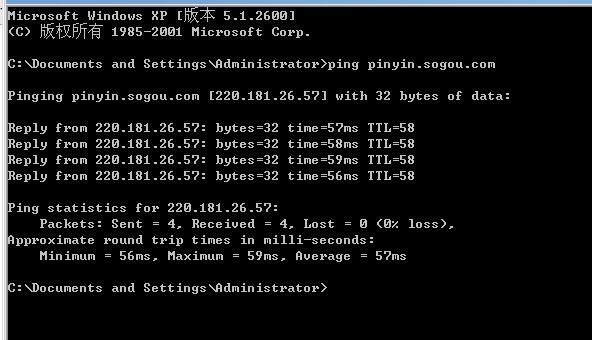 Microsoft Windows XP [版本 5.1.2600]
(C) 版权所有 1985-2001 Microsoft Corp.
C:\Documents and Settings\Administrator>ping pinyin.sogou.com
Pinging pinyin.sogou.com [220.181.26.57] with 32 bytes of data:
Reply from 220.181.26.57: bytes=32 time=57ms TTL=58
Reply from 220.181.26.57: bytes=32 time=58ms TTL=58
Reply from 220.181.26.57: bytes=32 time=59ms TTL=58
Reply from 220.181.26.57: bytes=32 time=56ms TTL=58
Ping statistics for 220.181.26.57:
    Packets: Sent = 4, Received = 4, Lost = 0 (0% loss),
Approximate round trip times in milli-seconds:
    Minimum = 56ms, Maximum = 59ms, Average = 57ms
C:\Documents and Settings\Administrator>